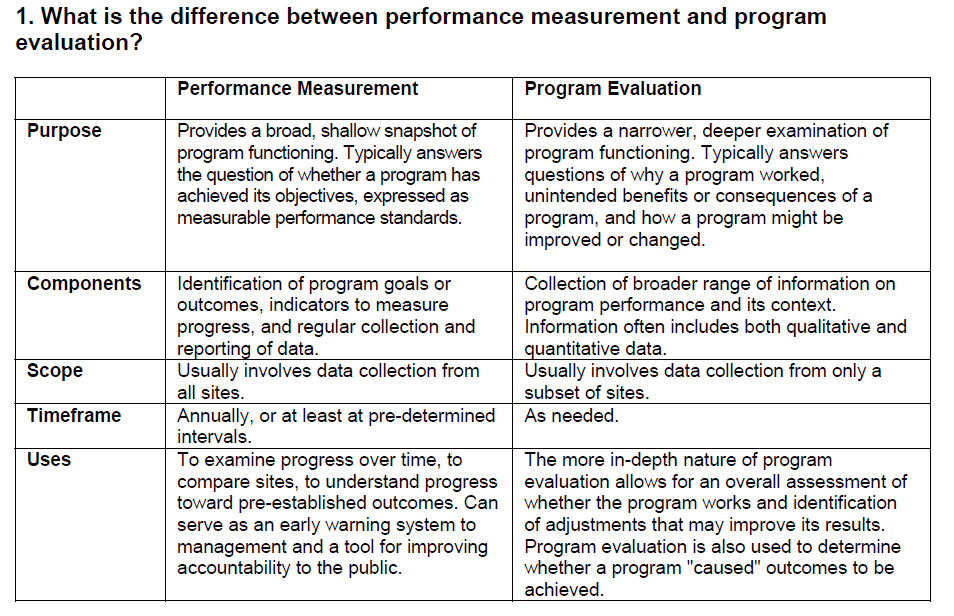 1. What is the difference between performance measurement and program
evaluation?
Performance Measurement
Program Evaluation
Purpose
Provides a broad, shallow snapshot of
program functioning. Typically answers
the question of whether a program has
achieved its objectives, expressed as
measurable performance standards.
Provides a narrower, deeper examination of
program functioning. Typically answers
questions of why a program worked,
unintended benefits or consequences of a
program, and how a program might be
improved or changed.
Components
Identification of program goals or
outcomes, indicators to measure
progress, and regular collection and
reporting of data.
Collection of broader range of information on
program performance and its context.
Information often includes both qualitative and
quantitative data.
Scope
Usually involves data collection from
all sites.
Usually involves data collection from only a
subset of sites.
Timeframe
Annually, or at least at pre-determined
intervals.
As needed.
Uses
To examine progress over time, to
compare sites, to understand progress
toward pre-established outcomes. Can
serve as an early warning system to
management and a tool for improving
accountability to the public.
The more in-depth nature of program
evaluation allows for an overall assessment of
whether the program works and identification
of adjustments that may improve its results.
Program evaluation is also used to determine
whether a program "caused" outcomes to be
achieved.